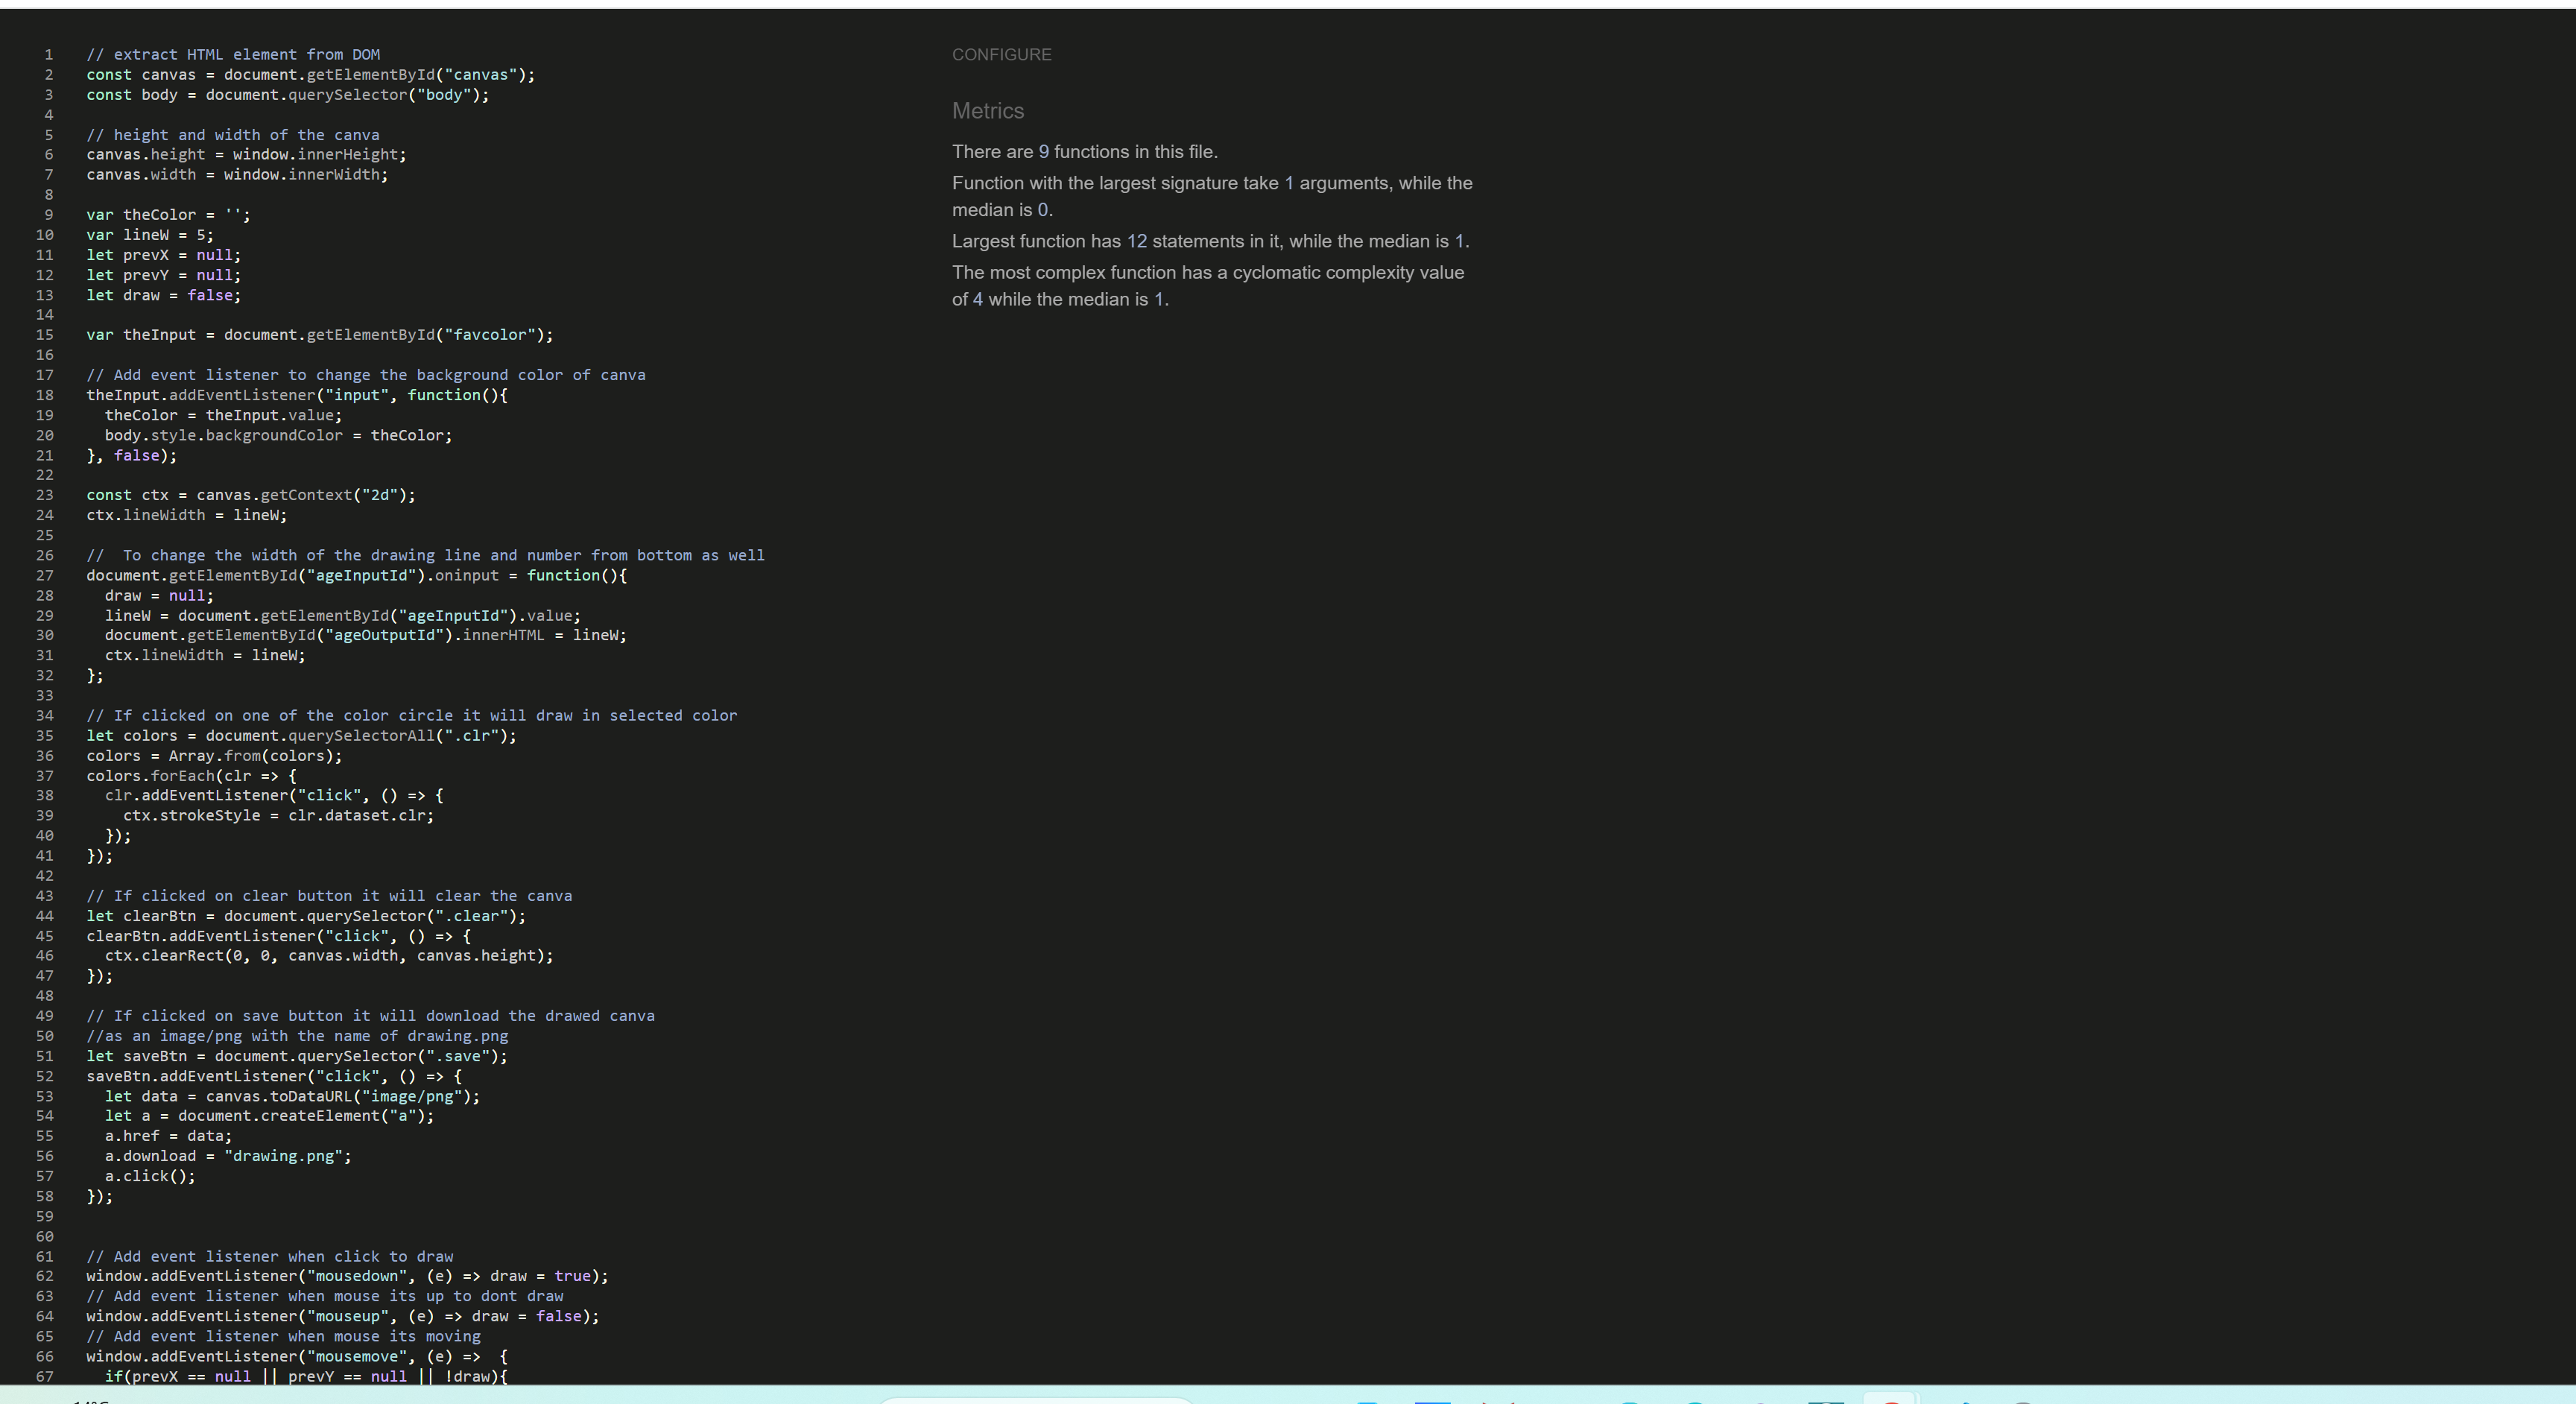 1 // extract HTML element from DOM
2 const canvas = document.getElementById("canvas");
3 const body = document.querySelector("body");
4
5 // height and width of the canva
6 canvas.height = window.innerHeight;
7 canvas.width = window.innerWidth;
8
9 var theColor = '';
10 var lineW = 5;
11 let prevX = null;
12 let prevY = null;
13 let draw = false;
14
15 var theInput = document.getElementById("favcolor");
16
17 // Add event listener to change the background color of canva
18 theInput.addEventListener("input", function(){
19   theColor = theInput.value;
20   body.style.backgroundColor = theColor;
21 }, false);
22
23 const ctx = canvas.getContext("2d");
24 ctx.lineWidth = lineW;
25
26 //  To change the width of the drawing line and number from bottom as well
27 document.getElementById("ageInputId").oninput = function(){
28   draw = null;
29   lineW = document.getElementById("ageInputId").value;
30   document.getElementById("ageOutputId").innerHTML = lineW;
31   ctx.lineWidth = lineW;
32 };
33
34 // If clicked on one of the color circle it will draw in selected color
35 let colors = document.querySelectorAll(".clr");
36 colors = Array.from(colors);
37 colors.forEach(clr => {
38   clr.addEventListener("click", () => {
39     ctx.strokeStyle = clr.dataset.clr;
40   });
41 });
42
43 // If clicked on clear button it will clear the canva
44 let clearBtn = document.querySelector(".clear");
45 clearBtn.addEventListener("click", () => {
46   ctx.clearRect(0, 0, canvas.width, canvas.height);
47 });
48
49 // If clicked on save button it will download the drawed canva
50 //as an image/png with the name of drawing.png
51 let saveBtn = document.querySelector(".save");
52 saveBtn.addEventListener("click", () => {
53   let data = canvas.toDataURL("image/png");
54   let a = document.createElement("a");
55   a.href = data;
56   a.download = "drawing.png";
57   a.click();
58 });
59
60
61 // Add event listener when click to draw
62 window.addEventListener("mousedown", (e) => draw = true);
63 // Add event listener when mouse its up to dont draw
64 window.addEventListener("mouseup", (e) => draw = false);
65 // Add event listener when mouse its moving
66 window.addEventListener("mousemove", (e) =>  {
67   if(prevX == null || prevY == null || !draw){
CONFIGURE
Metrics
There are 9 functions in this file.
Function with the largest signature take 1 arguments, while the
median is 0.
Largest function has 12 statements in it, while the median is 1.
The most complex function has a cyclomatic complexity value
of 4 while the median is 1.